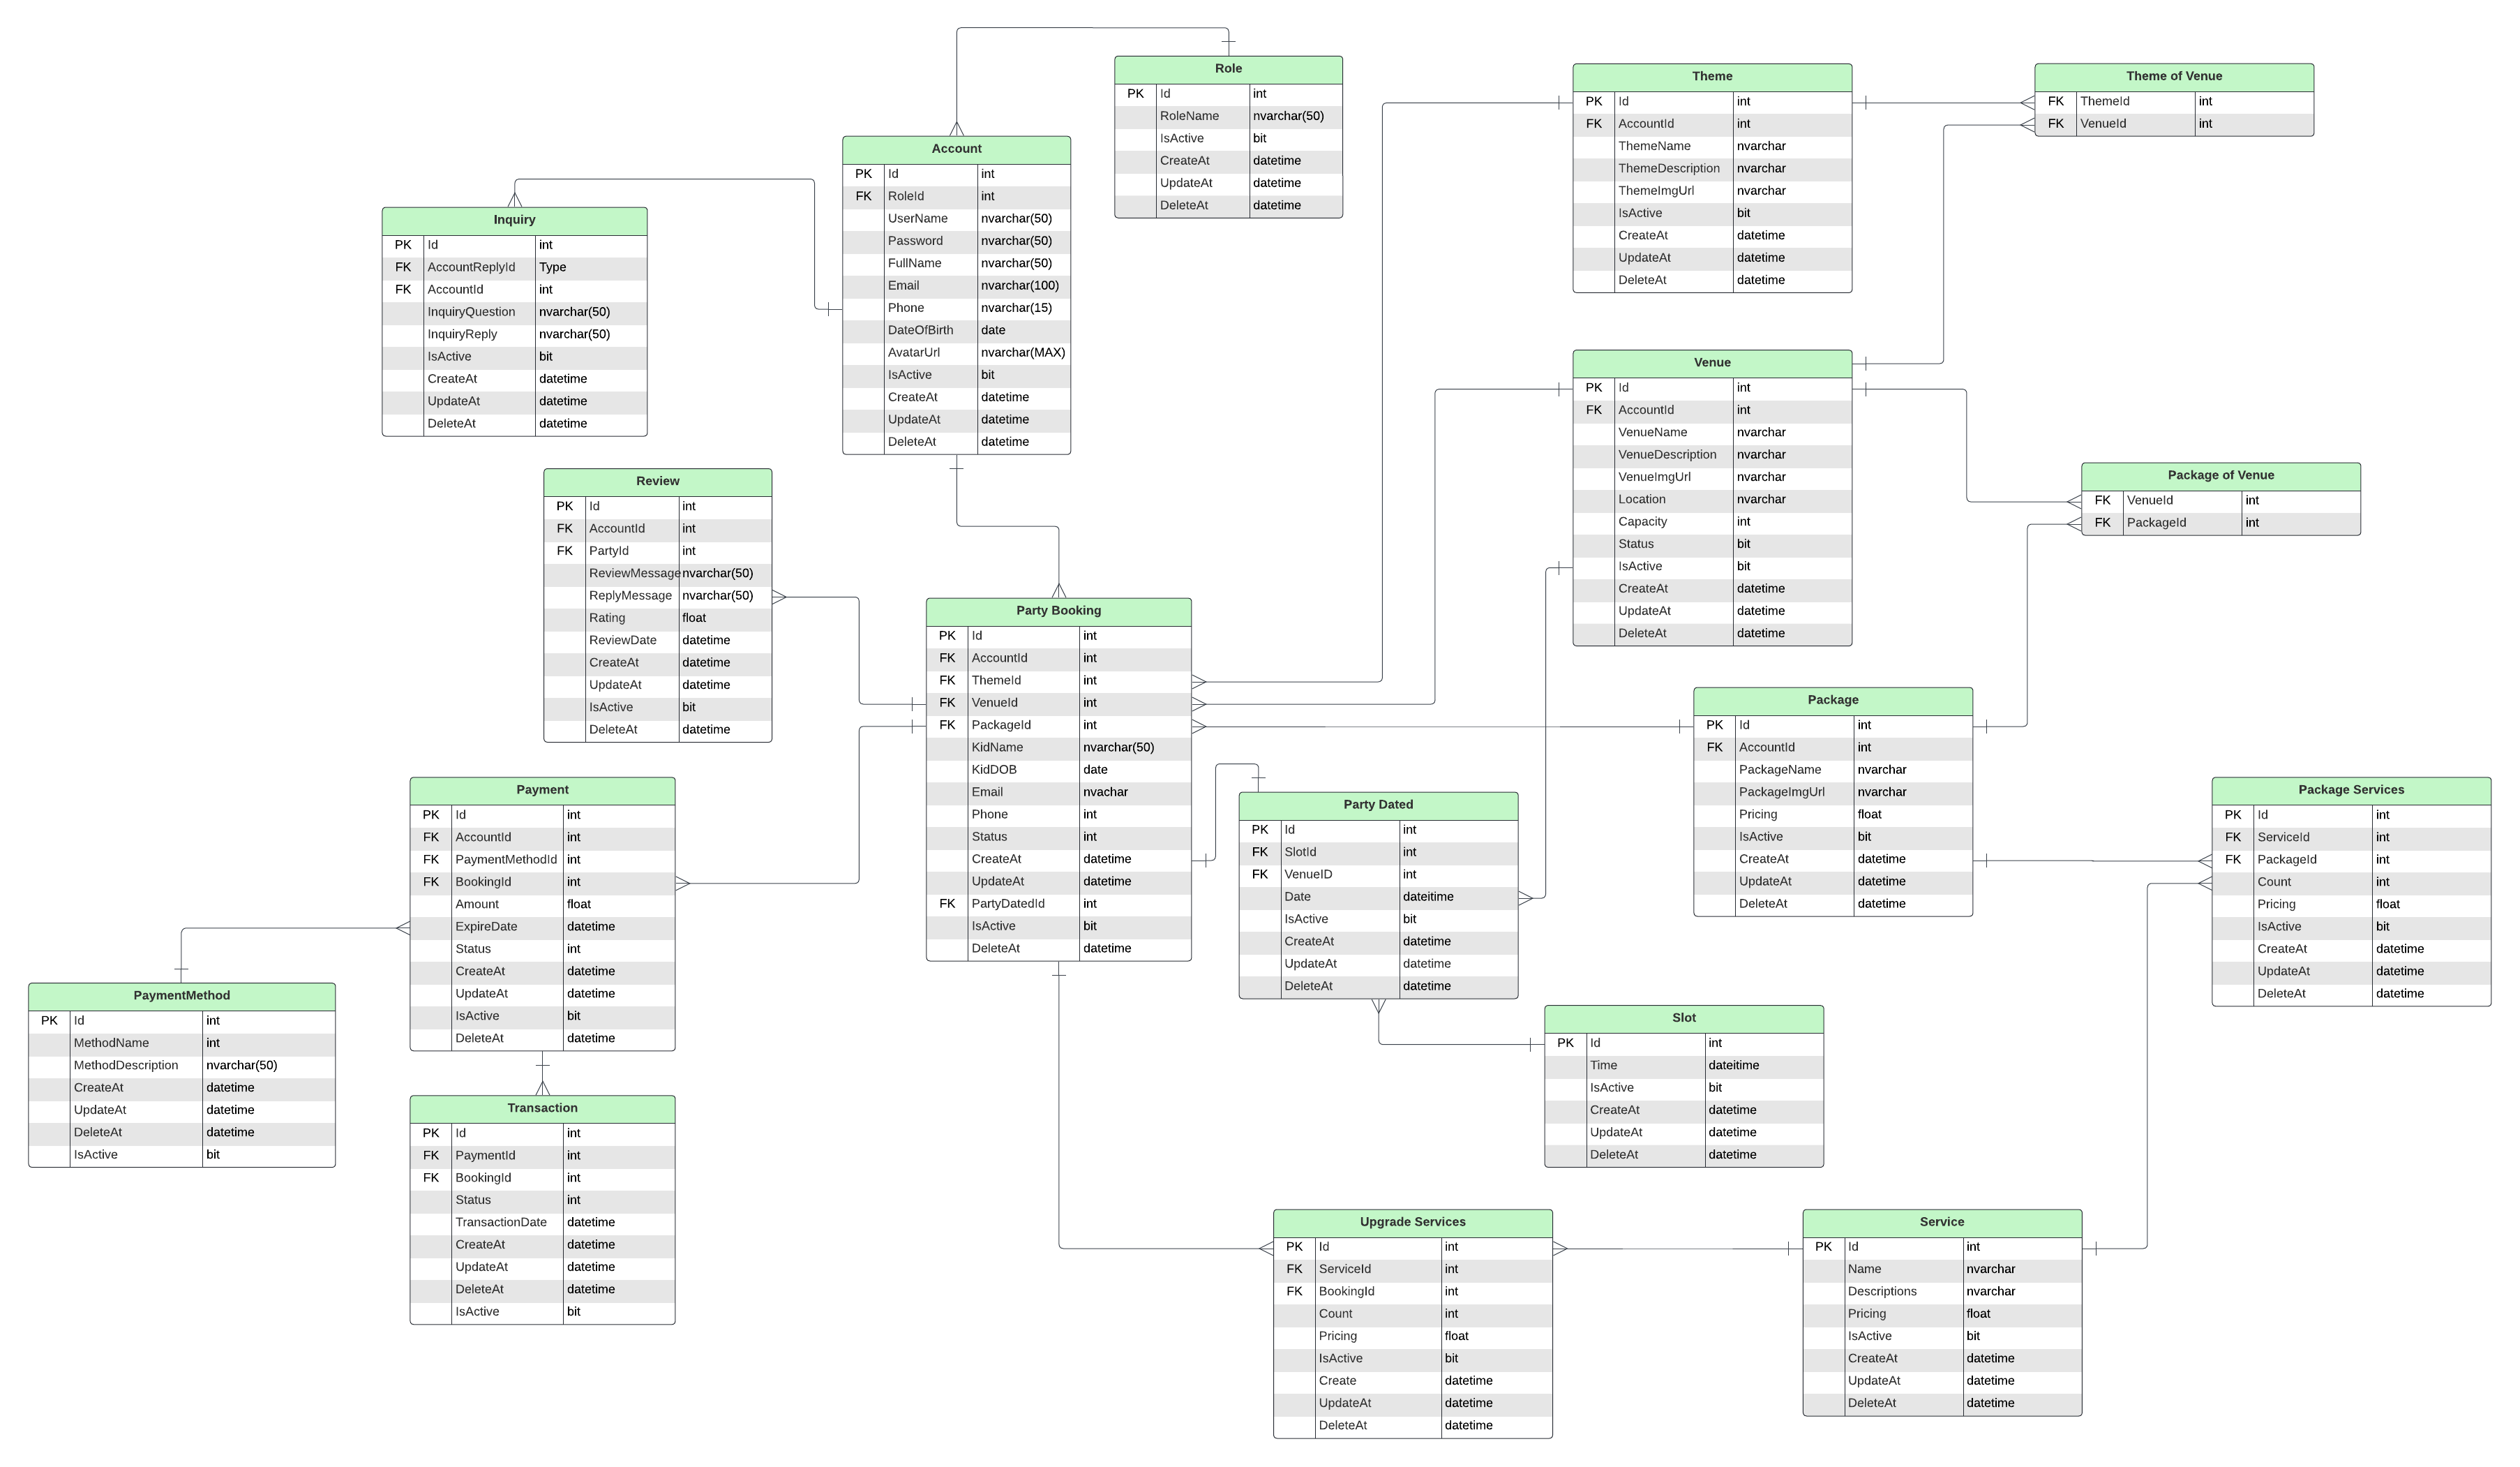 Role
PK Id int
RoleName nvarchar(50)
IsActive bit
CreateAt datetime
UpdateAt datetime
DeleteAt datetime
Theme
PK Id int
FK AccountId int
ThemeName nvarchar
ThemeDescription nvarchar
ThemeImgUrl nvarchar
IsActive bit
CreateAt datetime
UpdateAt datetime
DeleteAt datetime
Theme of Venue
FK ThemeId int
FK VenueId int
Account
PK Id int
FK RoleId int
UserName nvarchar(50)
Password nvarchar(50)
FullName nvarchar(50)
Email nvarchar(100)
Phone nvarchar(15)
DateOfBirth date
AvatarUrl nvarchar(MAX)
IsActive bit
CreateAt datetime
UpdateAt datetime
DeleteAt datetime
Inquiry
PK Id int
FK AccountReplyId Type
FK AccountId int
InquiryQuestion nvarchar(50)
InquiryReply nvarchar(50)
IsActive bit
CreateAt datetime
UpdateAt datetime
DeleteAt datetime
Venue
PK Id int
FK AccountId int
VenueName nvarchar
VenueDescription nvarchar
VenueImgUrl nvarchar
Location nvarchar
Capacity int
Status bit
IsActive bit
CreateAt datetime
UpdateAt datetime
DeleteAt datetime
Package of Venue
FK VenueId int
FK PackageId int
Review
PK Id int
FK AccountId int
FK PartyId int
ReviewMessage nvarchar(50)
ReplyMessage nvarchar(50)
Rating float
ReviewDate datetime
CreateAt datetime
UpdateAt datetime
IsActive bit
DeleteAt datetime
Party Booking
PK Id int
FK AccountId int
FK ThemeId int
FK VenueId int
FK PackageId int
KidName nvarchar(50)
KidDOB date
Email nvachar
Phone int
Status int
CreateAt datetime
UpdateAt datetime
FK PartyDatedId int
IsActive bit
DeleteAt datetime
Package
PK Id int
FK AccountId int
PackageName nvarchar
PackageImgUrl nvarchar
Pricing float
IsActive bit
CreateAt datetime
UpdateAt datetime
DeleteAt datetime
Payment
PK Id int
FK AccountId int
FK PaymentMethodId int
FK BookingId int
Amount float
ExpireDate datetime
Status int
CreateAt datetime
UpdateAt datetime
IsActive bit
DeleteAt datetime
Party Dated
PK Id int
FK SlotId int
FK VenueID int
Date dateitime
IsActive bit
CreateAt datetime
UpdateAt datetime
DeleteAt datetime
Package Services
PK Id int
FK ServiceId int
FK PackageId int
Count int
Pricing float
IsActive bit
CreateAt datetime
UpdateAt datetime
DeleteAt datetime
PaymentMethod
PK Id int
MethodName int
MethodDescription nvarchar(50)
CreateAt datetime
UpdateAt datetime
DeleteAt datetime
IsActive bit
Slot
PK Id int
Time dateitime
IsActive bit
CreateAt datetime
UpdateAt datetime
DeleteAt datetime
Transaction
PK Id int
FK PaymentId int
FK BookingId int
Status int
TransactionDate datetime
CreateAt datetime
UpdateAt datetime
DeleteAt datetime
IsActive bit
Upgrade Services
PK Id int
FK ServiceId int
FK BookingId int
Count int
Pricing float
IsActive bit
Create datetime
UpdateAt datetime
DeleteAt datetime
Service
PK Id int
Name nvarchar
Descriptions nvarchar
Pricing float
IsActive bit
CreateAt datetime
UpdateAt datetime
DeleteAt datetime